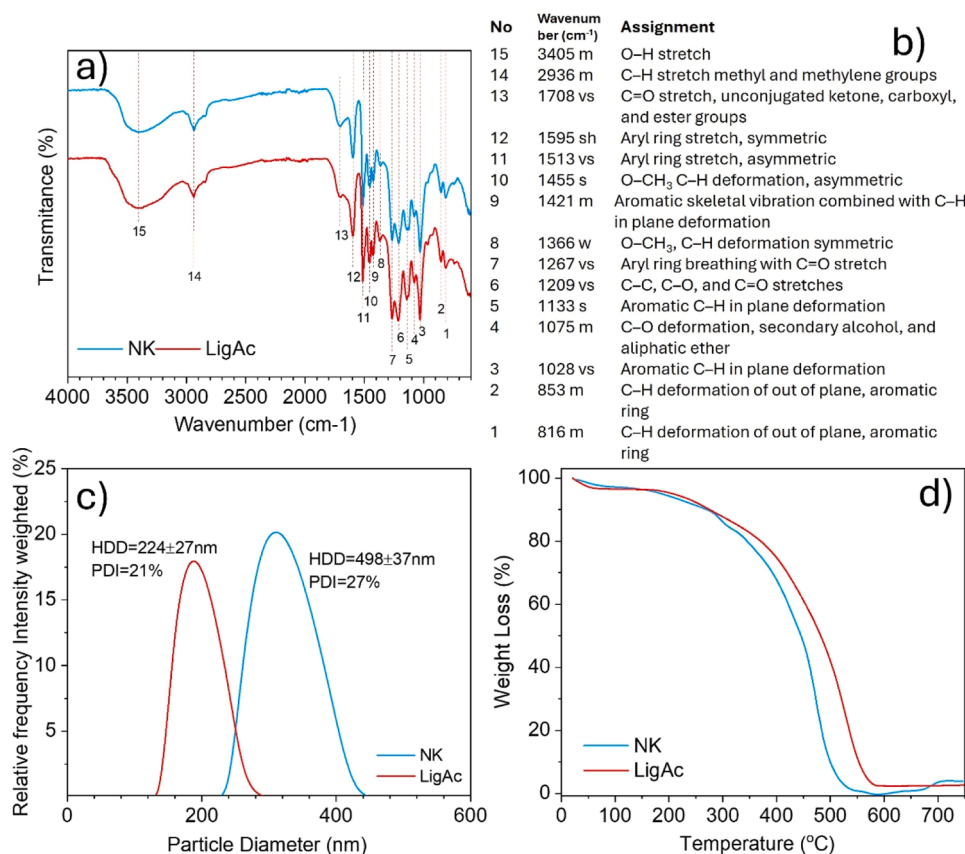 a)
Transmitance (%)
15
14
13
12
11
10
9
8
7
6
5
4
3
2
1
NK
LigAc
4000 3500 3000 2500 2000 1500 1000
Wavenumber (cm-1)
b)
No Wavenum ber (cm⁻¹) Assignment
15 3405 m O–H stretch
14 2936 m C–H stretch methyl and methylene groups
13 1708 vs C=O stretch, unconjugated ketone, carboxyl,
and ester groups
12 1595 sh Aryl ring stretch, symmetric
11 1513 vs Aryl ring stretch, asymmetric
10 1455 s O–CH₃ C–H deformation, asymmetric
9 1421 m Aromatic skeletal vibration combined with C–H
in plane deformation
8 1366 w O–CH₃, C–H deformation symmetric
7 1267 vs Aryl ring breathing with C=O stretch
6 1209 vs C–C, C–O, and C=O stretches
5 1133 s Aromatic C–H in plane deformation
4 1075 m C–O deformation, secondary alcohol, and
aliphatic ether
3 1028 vs Aromatic C–H in plane deformation
2 853 m C–H deformation of out of plane, aromatic
ring
1 816 m C–H deformation of out of plane, aromatic
ring
c)
Relative frequency Intensity weighted (%)
25
20
15
10
5
HDD=224±27nm
PDI=21%
HDD=498±37nm
PDI=27%
NK
LigAc
0 200 400 600
Particle Diameter (nm)
d)
Weight Loss (%)
100
80
60
40
20
0
NK
LigAc
0 100 200 300 400 500 600 700
Temperature (°C)